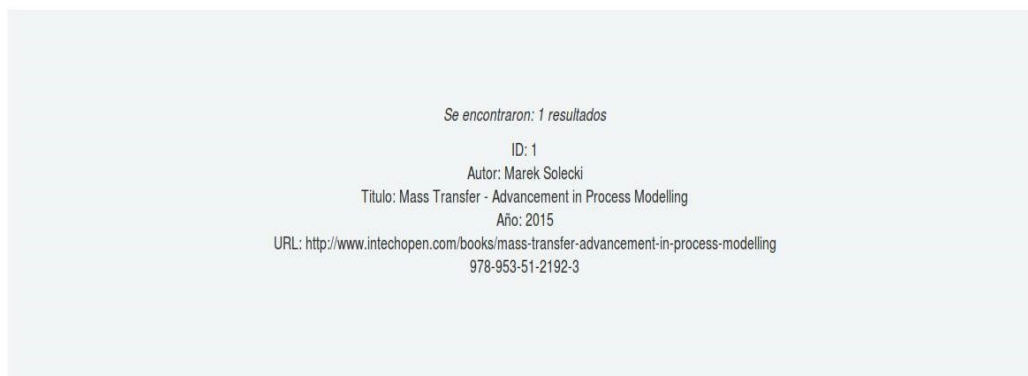 Se encontraron: 1 resultados
ID: 1
Autor: Marek Solecki
Titulo: Mass Transfer - Advancement in Process Modelling
Año: 2015
URL: http://www.intechopen.com/books/mass-transfer-advancement-in-process-modelling
978-953-51-2192-3